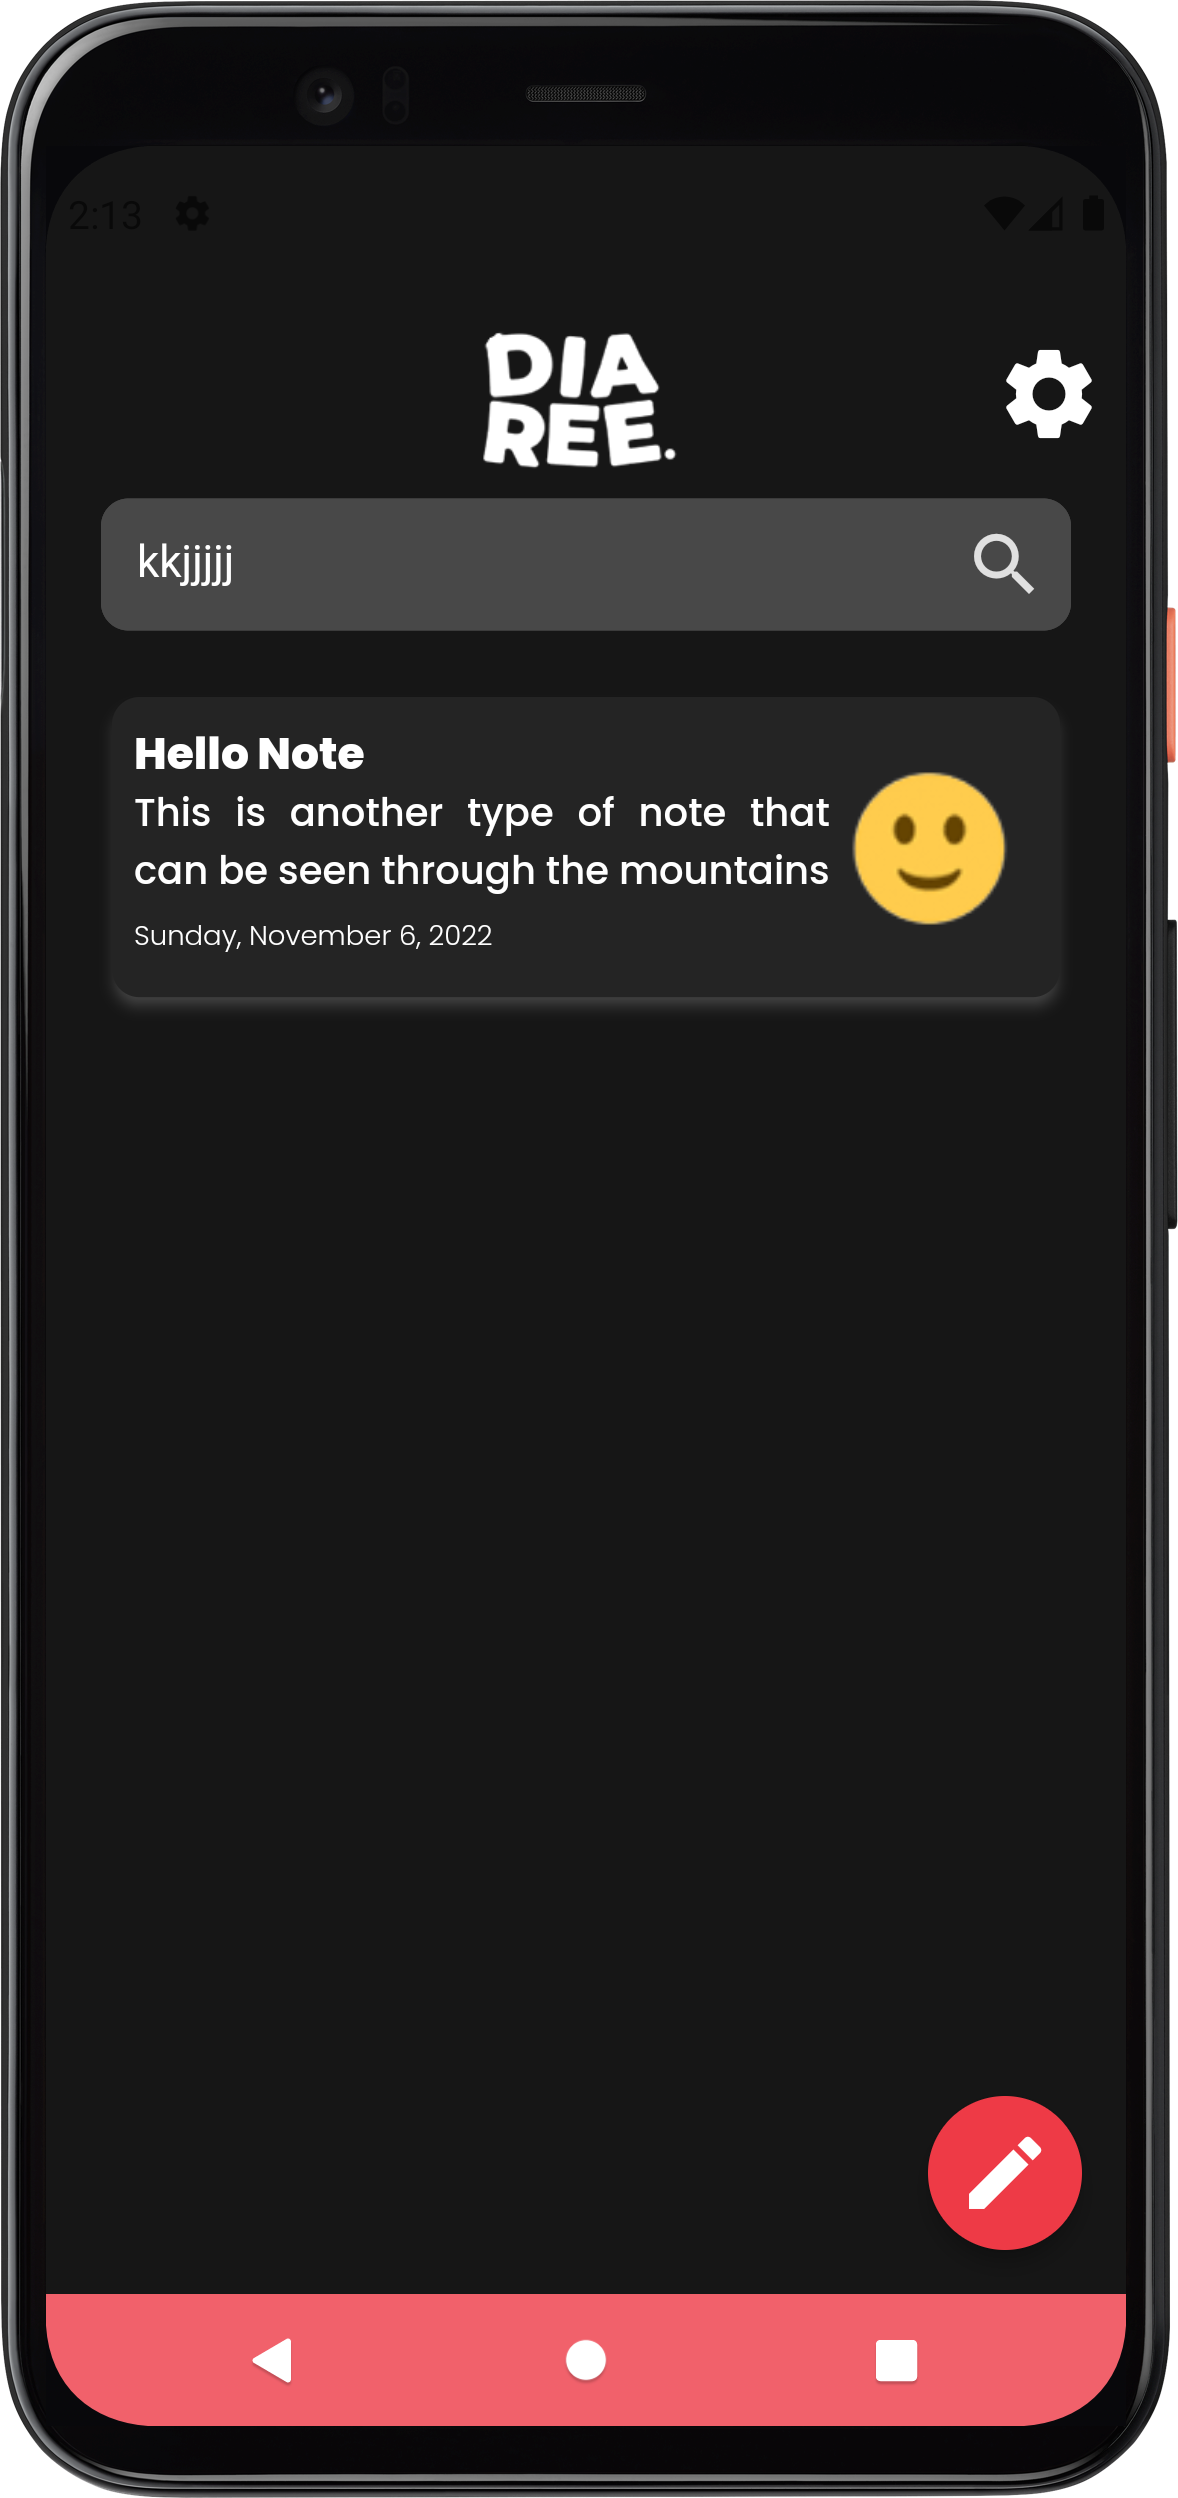 2:13
DIA
REE.
kkjjjjj
Hello Note
This is another type of note that
can be seen through the mountains
Sunday, November 6, 2022